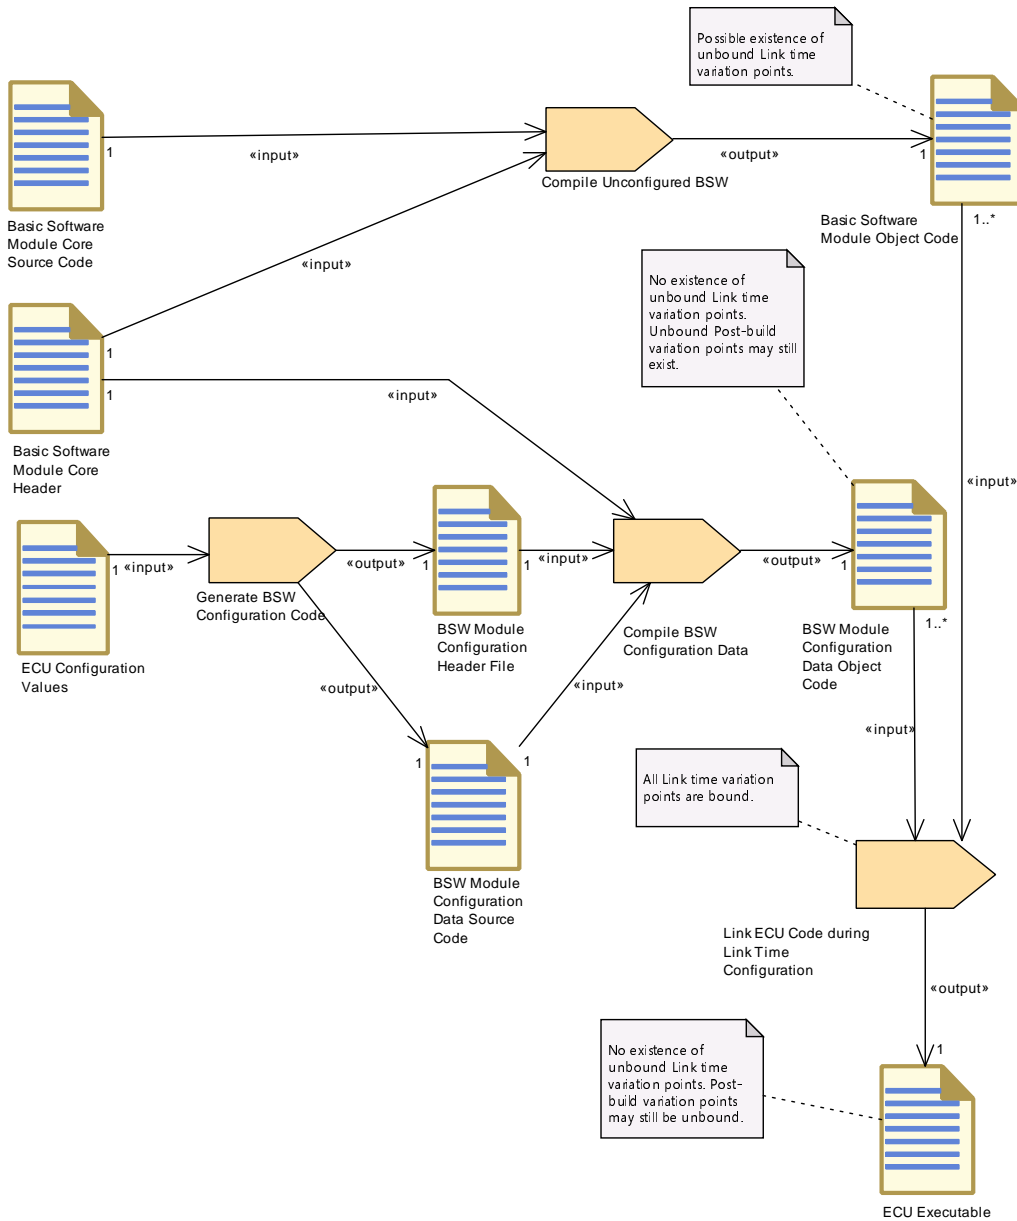 Possible existence of
unbound Link time
variation points.
1
«input»
Compile Unconfigured BSW
«output»
1
Basic Software
Module Core
Source Code
Basic Software
Module Object Code
1..*
«input»
No existence of
unbound Link time
variation points.
Unbound Post-build
variation points may still
exist.
1
1
«input»
Basic Software
Module Core
Header
«input»
1
«input»
Generate BSW
Configuration Code
«output»
1
BSW Module
Configuration
Header File
1
«input»
Compile BSW
Configuration Data
«output»
1
BSW Module
Configuration
Data Object
Code
1..*
ECU Configuration
Values
«output»
«input»
1
1
«input»
BSW Module
Configuration
Data Source
Code
All Link time variation
points are bound.
Link ECU Code during
Link Time
Configuration
«output»
1
No existence of
unbound Link time
variation points. Post-
build variation points
may still be unbound.
ECU Executable